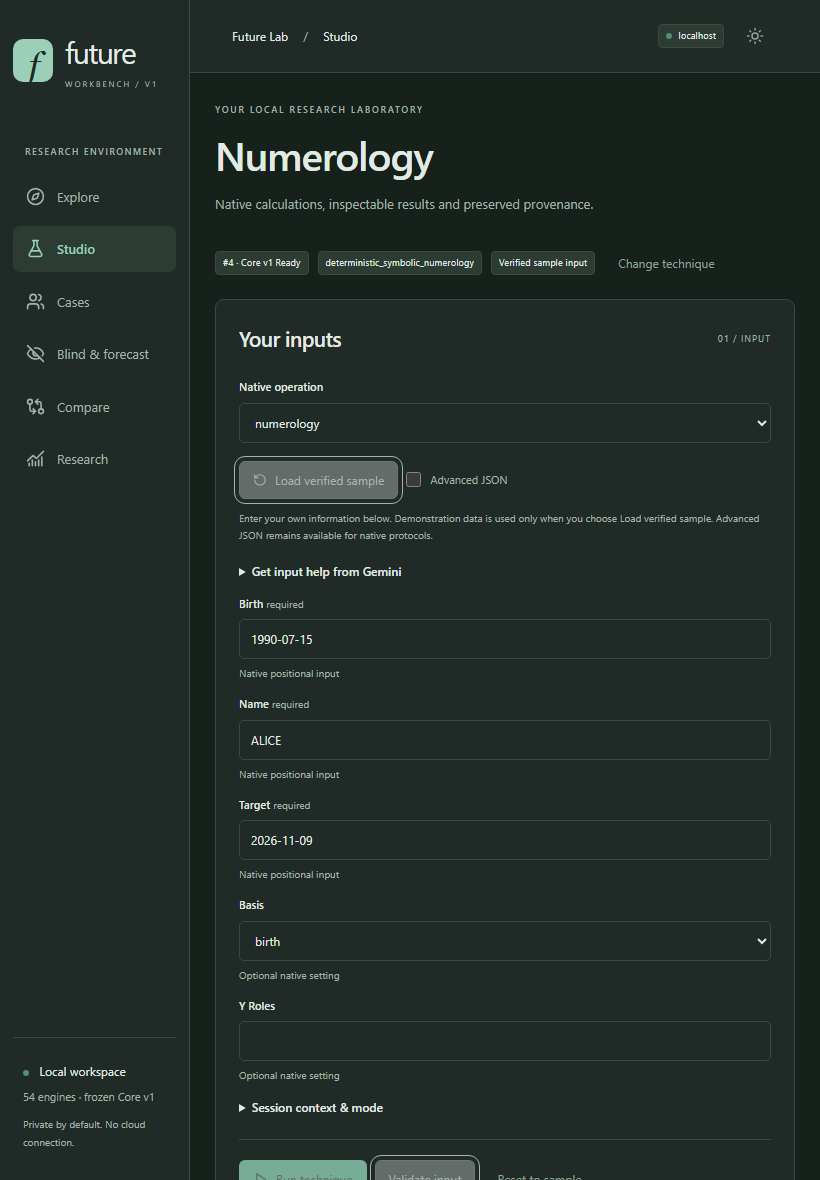 f
future
WORKBENCH / V1
RESEARCH ENVIRONMENT
Explore
Studio
Cases
Blind & forecast
Compare
Research
Local workspace
54 engines · frozen Core v1
Private by default. No cloud
connection.
Future Lab / Studio
localhost
YOUR LOCAL RESEARCH LABORATORY
Numerology
Native calculations, inspectable results and preserved provenance.
#4 · Core v1 Ready
deterministic_symbolic_numerology
Verified sample input
Change technique
Your inputs
01 / INPUT
Native operation
numerology
Load verified sample
Advanced JSON
Enter your own information below. Demonstration data is used only when you choose Load verified sample. Advanced
JSON remains available for native protocols.
Get input help from Gemini
Birth required
1990-07-15
Native positional input
Name required
ALICE
Native positional input
Target required
2026-11-09
Native positional input
Basis
birth
Optional native setting
Y Roles
Optional native setting
Session context & mode
Run technique
Validate input
Reset to sample